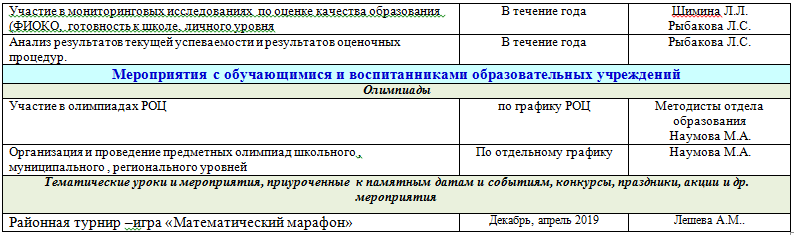 Участие в мониторинговых исследованиях по оценке качества образования
(ФИОКО, готовность к школе, личного уровня
В течение года
Шимина Л.Л.
Рыбакова Л.С.
Анализ результатов текущей успеваемости и результатов оценочных
процедур.
В течение года
Рыбакова Л.С.
Мероприятия с обучающимися и воспитанниками образовательных учреждений
Олимпиады
Участие в олимпиадах РОЦ
по графику РОЦ
Методисты отдела
образования
Наумова М.А.
Организация и проведение предметных олимпиад школьного,
муниципального , регионального уровней
По отдельному графику
Наумова М.А.
Тематические уроки и мероприятия, приуроченные к памятным датам и событиям, конкурсы, праздники, акции и др.
мероприятия
Районная турнир –игра «Математический марафон»
Декабрь, апрель 2019
Лешева А.М..